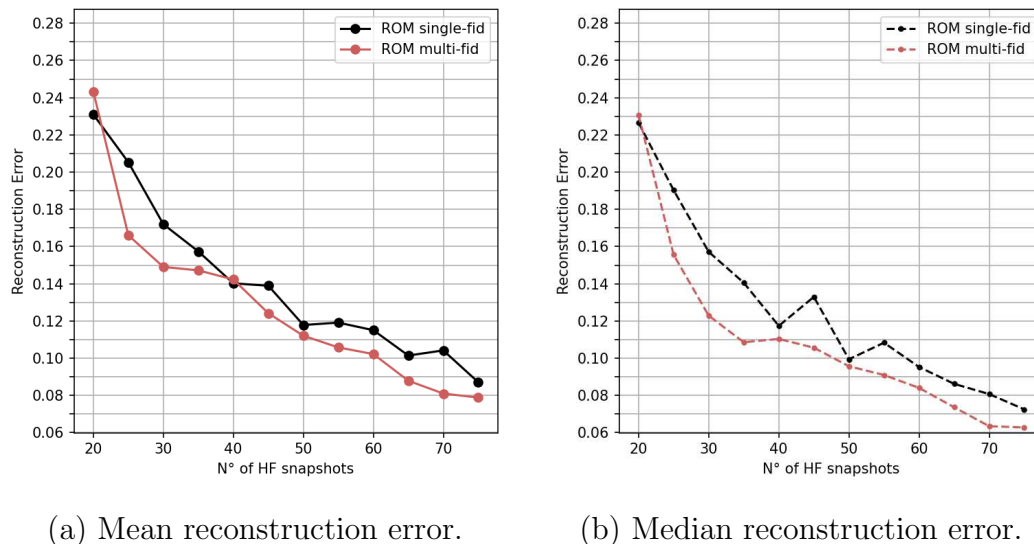 0.28
0.26
0.24
0.22
0.20
0.18
0.16
0.14
0.12
0.10
0.08
0.06
Reconstruction Error
20 30 40 50 60 70
N° of HF snapshots
ROM single-fid
ROM multi-fid
(a) Mean reconstruction error.
0.28
0.26
0.24
0.22
0.20
0.18
0.16
0.14
0.12
0.10
0.08
0.06
Reconstruction Error
20 30 40 50 60 70
N° of HF snapshots
ROM single-fid
ROM multi-fid
(b) Median reconstruction error.